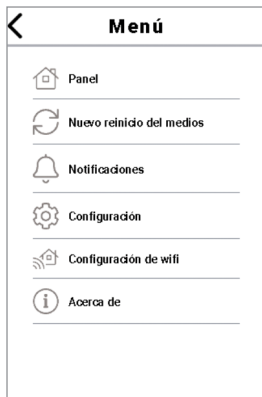 Menú
Panel
Nuevo reinicio del medios
Notificaciones
Configuración
Configuración de wifi
Acerca de